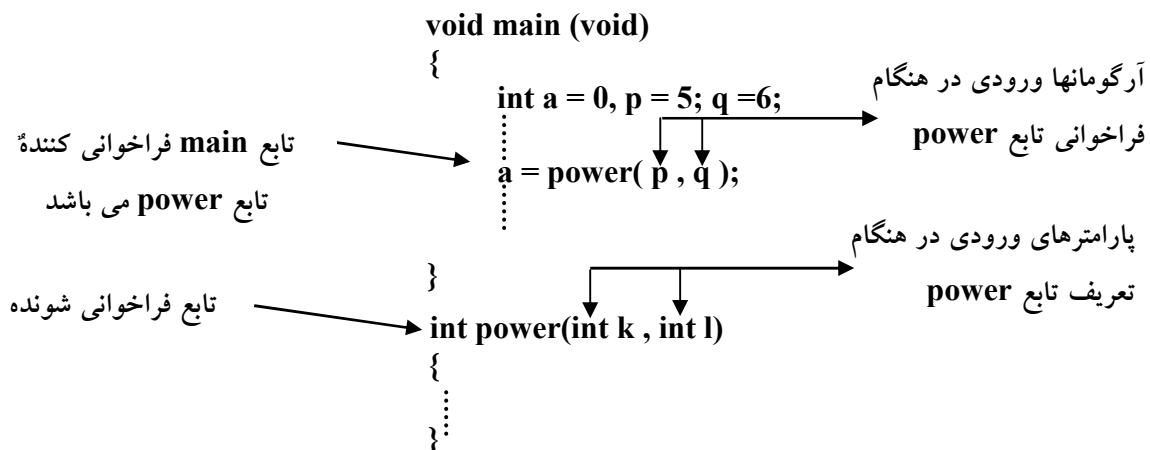 void main (void)
{
int a = 0, p = 5; q =6;
a = power( p , q );
}
int power(int k , int l)
{
}
آرگومانها ورودی در هنگام
فراخوانی تابع power
تابع main فراخوانی کنندهٌ
تابع power می باشد
پارامترهای ورودی در هنگام
تعریف تابع power
تابع فراخوانی شونده